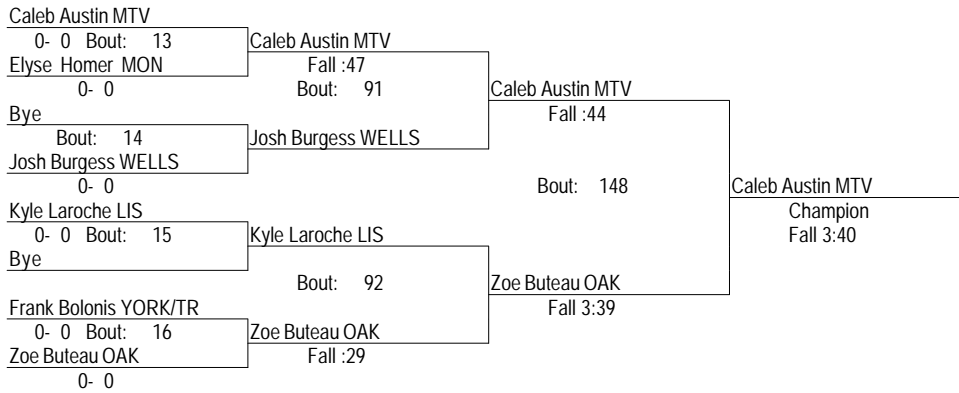 Caleb Austin MTV
0- 0 Bout: 13
Caleb Austin MTV
Elyse Homer MON
Fall :47
0- 0
Bout: 91
Caleb Austin MTV
Bye
Fall :44
Bout: 14
Josh Burgess WELLS
Josh Burgess WELLS
0- 0
Bout: 148
Caleb Austin MTV
Kyle Laroche LIS
Champion
0- 0 Bout: 15
Kyle Laroche LIS
Fall 3:40
Bye
Bout: 92
Zoe Buteau OAK
Frank Bolonis YORK/TR
Fall 3:39
0- 0 Bout: 16
Zoe Buteau OAK
Zoe Buteau OAK
Fall :29
0- 0